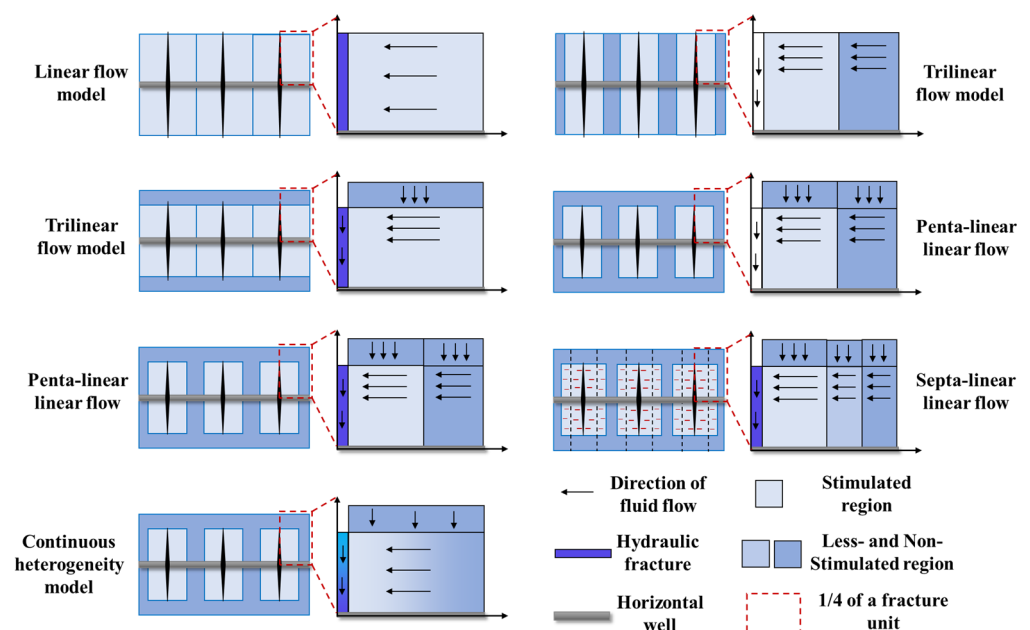 Linear flow
model
Trilinear
flow model
Trilinear
flow model
Penta-linear
linear flow
Penta-linear
linear flow
Septa-linear
linear flow
Continuous
heterogeneity
model
Direction of
fluid flow
Stimulated
region
Hydraulic
fracture
Less- and Non-
Stimulated region
Horizontal
well
1/4 of a fracture
unit